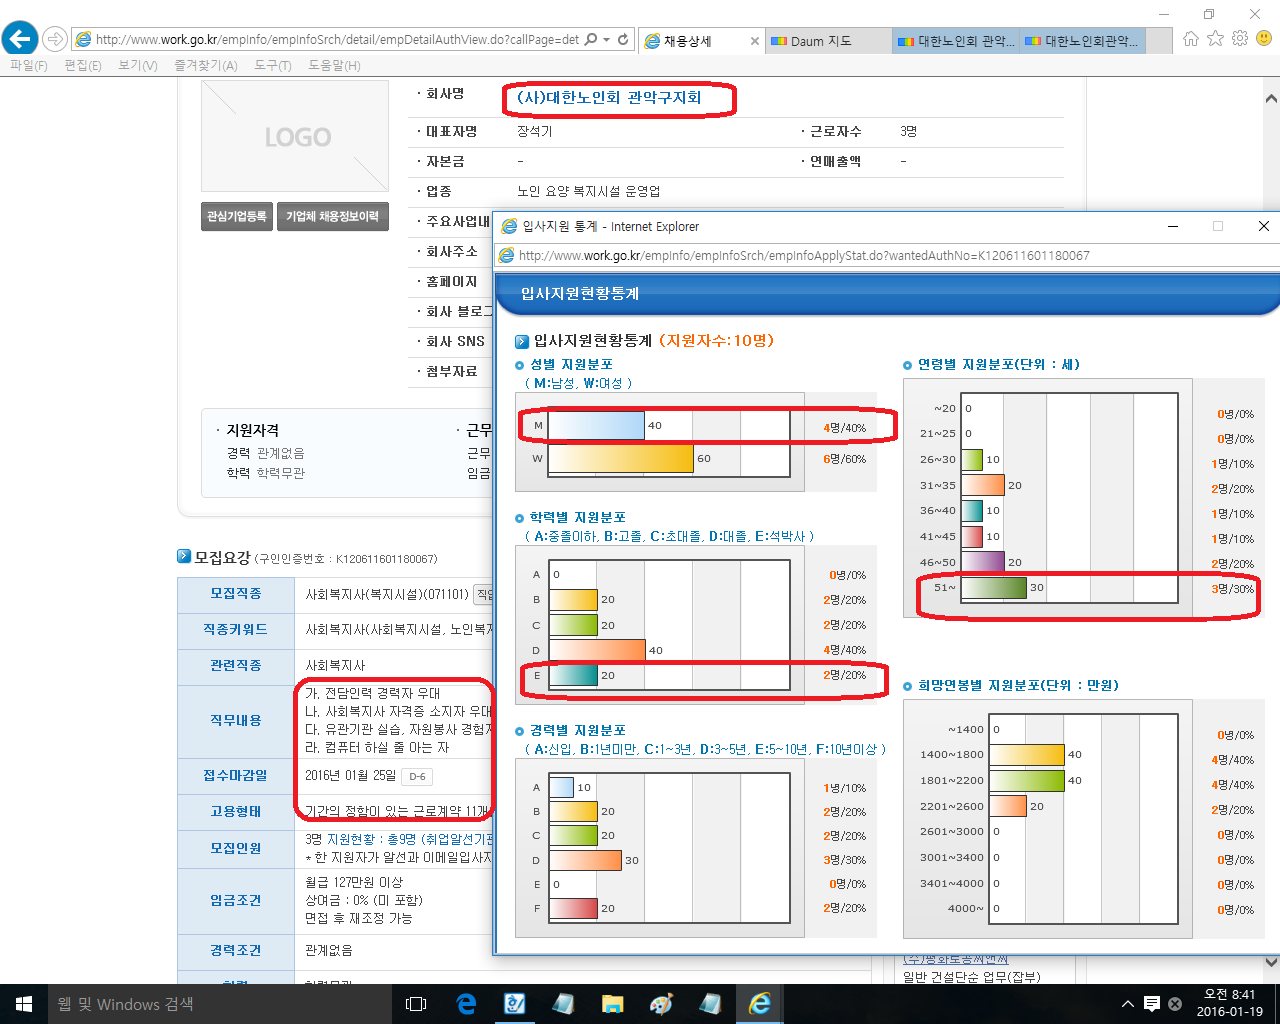 http://www.work.go.kr/empInfo/empInfoSrch/detail/empDetailAuthView.do?callPage=det
채용상세
Daum 지도
대한노인회 관악...
대한노인회관악...
파일(F) 편집(E) 보기(V) 즐겨찾기(A) 도구(T) 도움말(H)
LOGO
관심기업등록
기업체 채용정보이력
· 회사명 (사)대한노인회 관악구지회
· 대표자명 장석기 · 근로자수 3명
· 자본금 - · 연매출액 -
· 업종 노인 요양 복지시설 운영업
· 주요사업내
· 회사주소
· 홈페이지
· 회사 블로그
· 회사 SNS
· 첨부자료
· 지원자격
경력 관계없음
학력 학력무관
· 근무
근무
임금
모집요강 (구인인증번호 : K120611601180067)
모집직종 사회복지사(복지시설)(071101) 직업
직종키워드 사회복지사(사회복지시설, 노인복지
관련직종 사회복지사
직무내용
가. 전담인력 경력자 우대
나. 사회복지사 자격증 소지자 우대
다. 유관기관 실습, 자원봉사 경험자
라. 컴퓨터 하실 줄 아는 자
접수마감일 2016년 01월 25일 D-6
고용형태 기간의 정함이 있는 근로계약 11개
모집인원 3명 지원현황 : 총9명 (취업알선기관
* 한 지원자가 알선과 이메일입사지
임금조건
월급 127만원 이상
상여금 : 0% (미 포함)
면접 후 재조정 가능
경력조건 관계없음
학력 학력무관
입사지원 통계 - Internet Explorer
http://www.work.go.kr/empInfo/empInfoSrch/empInfoApplyStat.do?wantedAuthNo=K120611601180067
입사지원현황통계
입사지원현황통계 (지원자수:10명)
성별 지원분포
( M:남성, W:여성 )
M 40 4명/40%
W 60 6명/60%
학력별 지원분포
( A:중졸이하, B:고졸, C:초대졸, D:대졸, E:석박사 )
A 0 0명/0%
B 20 2명/20%
C 20 2명/20%
D 40 4명/40%
E 20 2명/20%
경력별 지원분포
( A:신입, B:1년미만, C:1~3년, D:3~5년, E:5~10년, F:10년이상 )
A 10 1명/10%
B 20 2명/20%
C 20 2명/20%
D 30 3명/30%
E 0 0명/0%
F 20 2명/20%
연령별 지원분포(단위 : 세)
~20 0 0명/0%
21~25 0 0명/0%
26~30 10 1명/10%
31~35 20 2명/20%
36~40 10 1명/10%
41~45 10 1명/10%
46~50 20 2명/20%
51~ 30 3명/30%
희망연봉별 지원분포(단위 : 만원)
~1400 0 0명/0%
1400~1800 40 4명/40%
1801~2200 40 4명/40%
2201~2600 20 2명/20%
2601~3000 0 0명/0%
3001~3400 0 0명/0%
3401~4000 0 0명/0%
4000~ 0 0명/0%
(주)평화로종씨앤씨
일반 건설단순 업무(잡부)
웹 및 Windows 검색
오전 8:41
2016-01-19